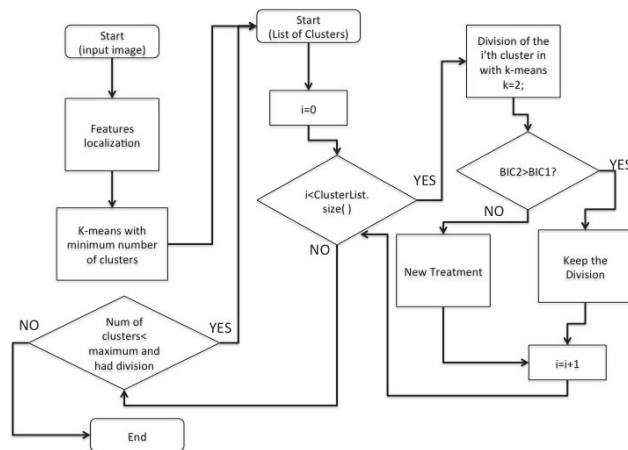 Start
(input image)
Features
localization
K-means with
minimum number
of clusters
Start
(List of Clusters)
i=0
i<ClusterList.
size( )
YES
NO
Division of the
i'th cluster in
with k-means
k=2;
BIC2>BIC1?
YES
NO
New Treatment
Keep the
Division
i=i+1
Num of
clusters<
maximum and
had division
NO
YES
End